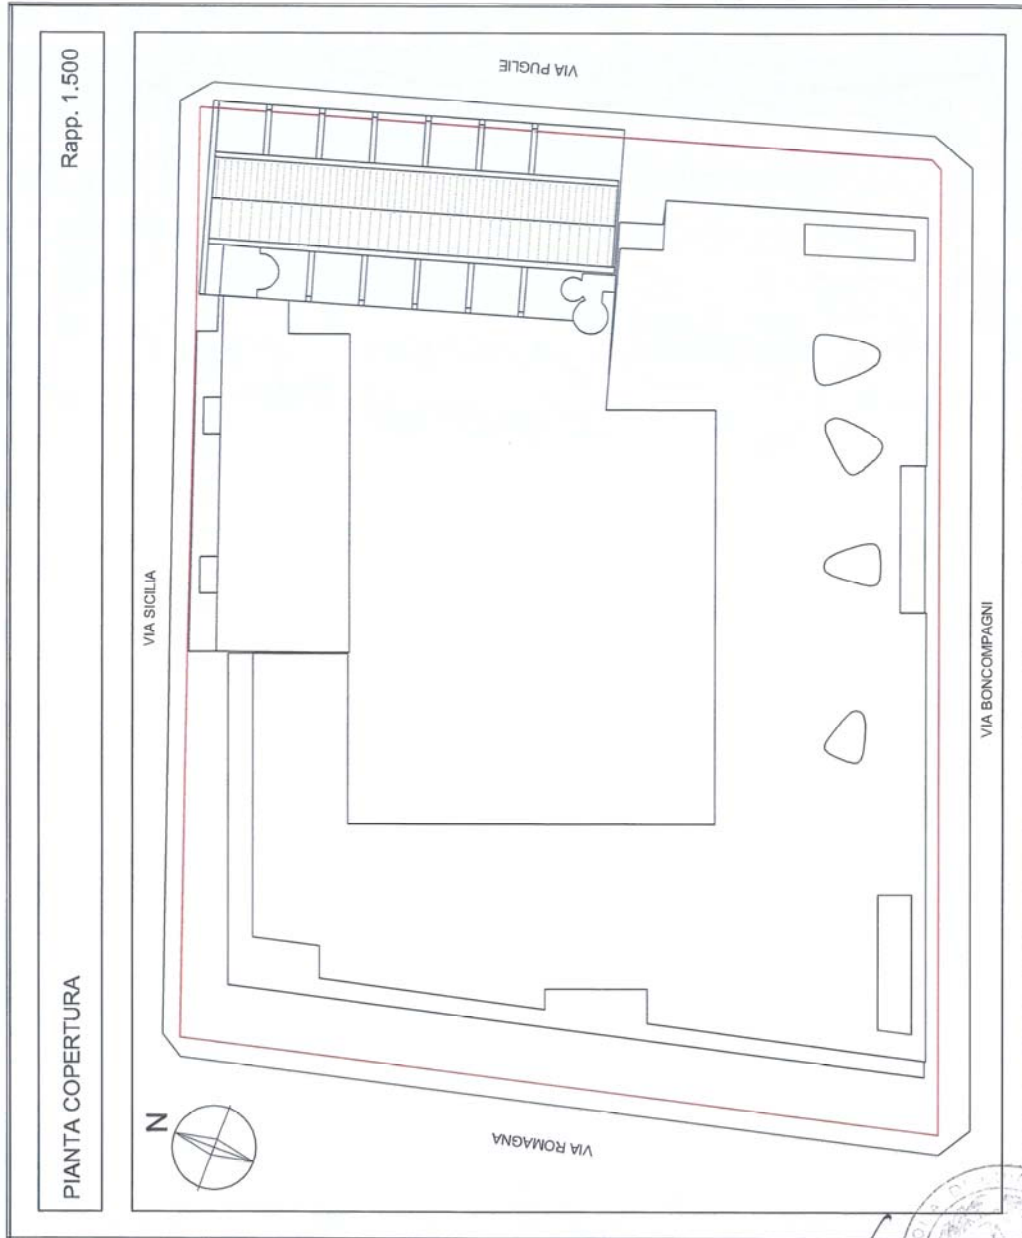 PIANTA COPERTURA
Rapp. 1.500
VIA PUGLIE
VIA SICILIA
VIA BONCOMPAGNI
VIA ROMAGNA
N